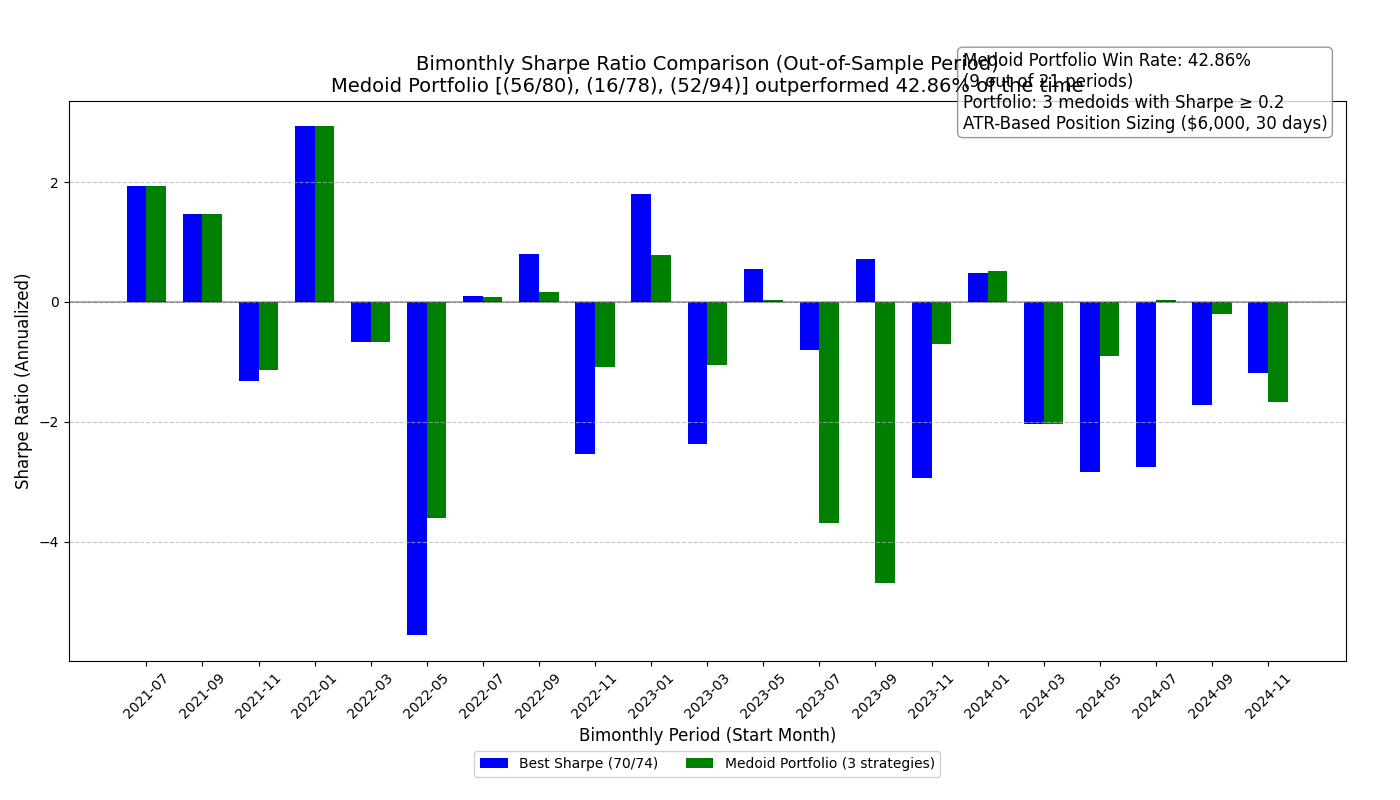 Bimonthly Sharpe Ratio Comparison (Out-of-Sample Period)
Medoid Portfolio [(56/80), (16/78), (52/94)] outperformed 42.86% of the time
Medoid Portfolio Win Rate: 42.86%
(9 out of 21 periods)
Portfolio: 3 medoids with Sharpe ≥ 0.2
ATR-Based Position Sizing ($6,000, 30 days)
Sharpe Ratio (Annualized)
2
0
−2
−4
2021-07
2021-09
2021-11
2022-01
2022-03
2022-05
2022-07
2022-09
2022-11
2023-01
2023-03
2023-05
2023-07
2023-09
2023-11
2024-01
2024-03
2024-05
2024-07
2024-09
2024-11
Bimonthly Period (Start Month)
Best Sharpe (70/74)
Medoid Portfolio (3 strategies)